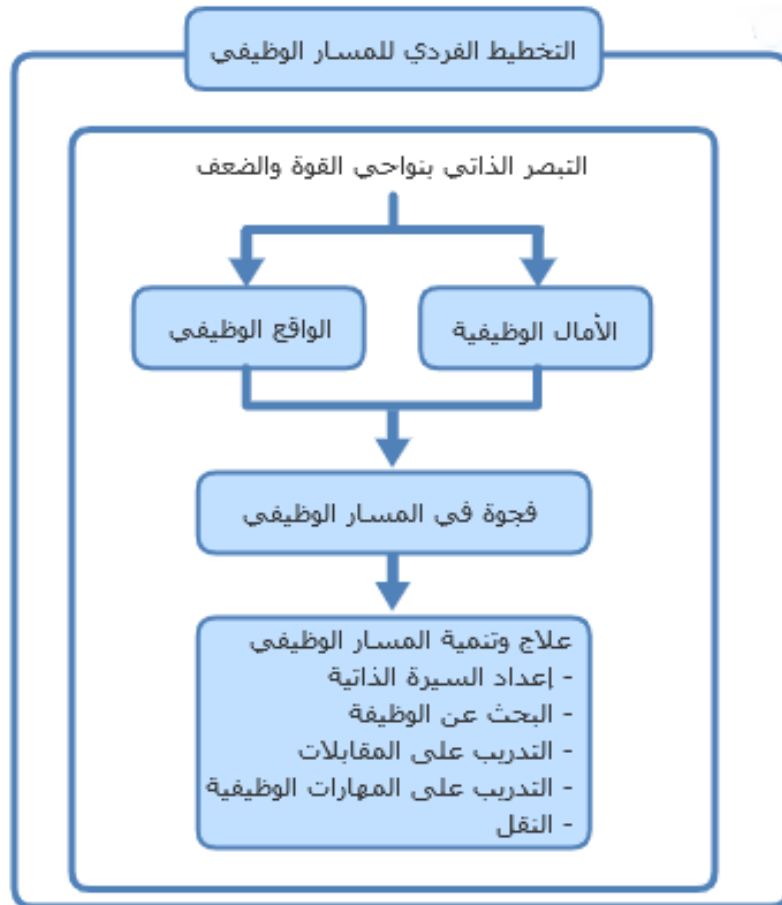 التخطيط الفردي للمسار الوظيفي
التبصر الذاتي بنواحي القوة والضعف
الأمال الوظيفية
الواقع الوظيفي
فجوة في المسار الوظيفي
علاج وتنمية المسار الوظيفي
- إعداد السيرة الذاتية
- البحث عن الوظيفة
- التدريب على المقابلات
- التدريب على المهارات الوظيفية
- النقل